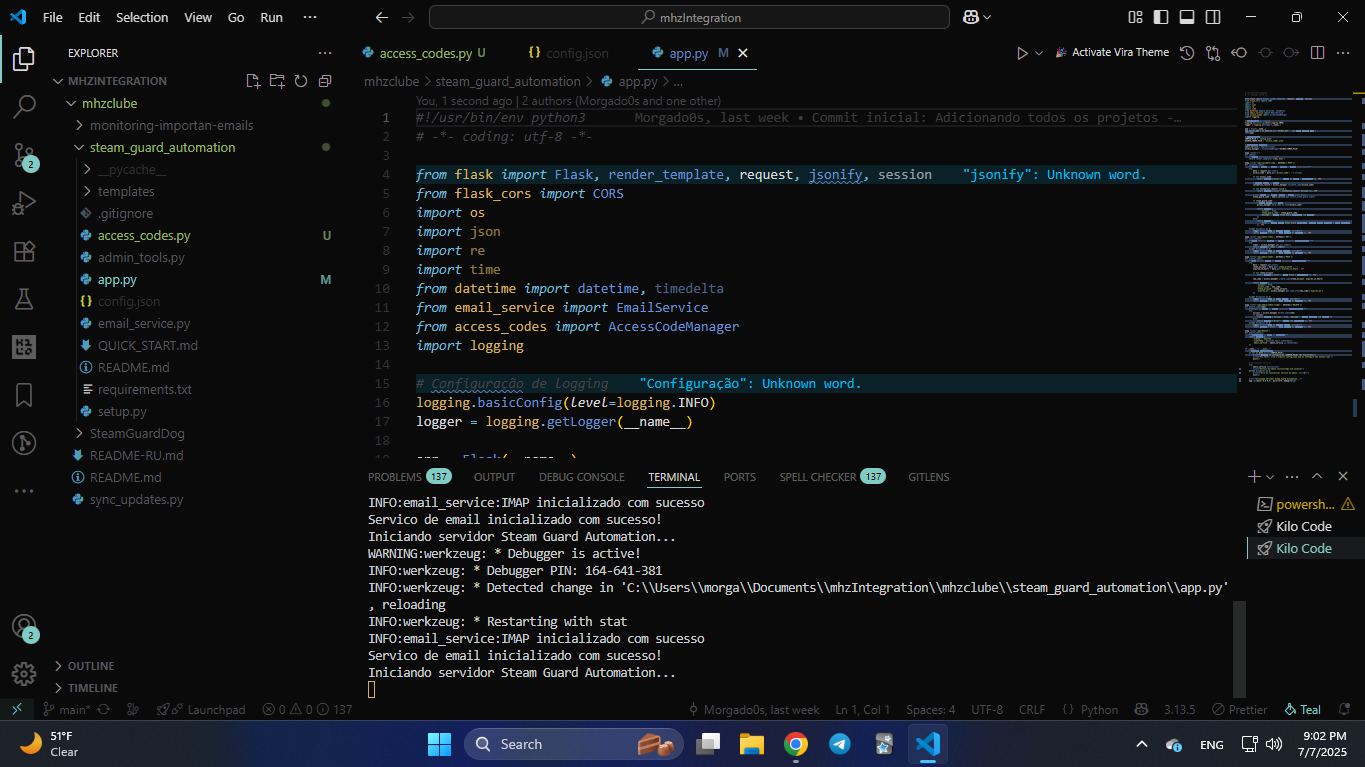 File Edit Selection View Go Run ··· mhzIntegration
EXPLORER ···
MHZINTEGRATION
mhzclube
monitoring-importan-emails
steam_guard_automation
__pycache__
templates
.gitignore
access_codes.py U
admin_tools.py
app.py M
config.json
email_service.py
QUICK_START.md
README.md
requirements.txt
setup.py
SteamGuardDog
README-RU.md
README.md
sync_updates.py
OUTLINE
TIMELINE
2
2
access_codes.py U config.json app.py M
Activate Vira Theme
mhzclube > steam_guard_automation > app.py > ...
You, 1 second ago | 2 authors (Morgado0s and one other)
1 #!/usr/bin/env python3 Morgado0s, last week • Commit inicial: Adicionando todos os projetos -…
2 # -*- coding: utf-8 -*-
3
4 from flask import Flask, render_template, request, jsonify, session "jsonify": Unknown word.
5 from flask_cors import CORS
6 import os
7 import json
8 import re
9 import time
10 from datetime import datetime, timedelta
11 from email_service import EmailService
12 from access_codes import AccessCodeManager
13 import logging
14
15 # Configuração de logging "Configuração": Unknown word.
16 logging.basicConfig(level=logging.INFO)
17 logger = logging.getLogger(__name__)
18
PROBLEMS 137 OUTPUT DEBUG CONSOLE TERMINAL PORTS SPELL CHECKER 137 GITLENS
INFO:email_service:IMAP inicializado com sucesso
Servico de email inicializado com sucesso!
Iniciando servidor Steam Guard Automation...
WARNING:werkzeug: * Debugger is active!
INFO:werkzeug: * Debugger PIN: 164-641-381
INFO:werkzeug: * Detected change in 'C:\\Users\\morga\\Documents\\mhzIntegration\\mhzclube\\steam_guard_automation\\app.py'
, reloading
INFO:werkzeug: * Restarting with stat
INFO:email_service:IMAP inicializado com sucesso
Servico de email inicializado com sucesso!
Iniciando servidor Steam Guard Automation...
powersh...
Kilo Code
Kilo Code
main* Launchpad 0 0 137 Morgado0s, last week Ln 1, Col 1 Spaces: 4 UTF-8 CRLF {} Python 3.13.5 Prettier Teal
51°F
Clear
Search
ENG
9:02 PM
7/7/2025